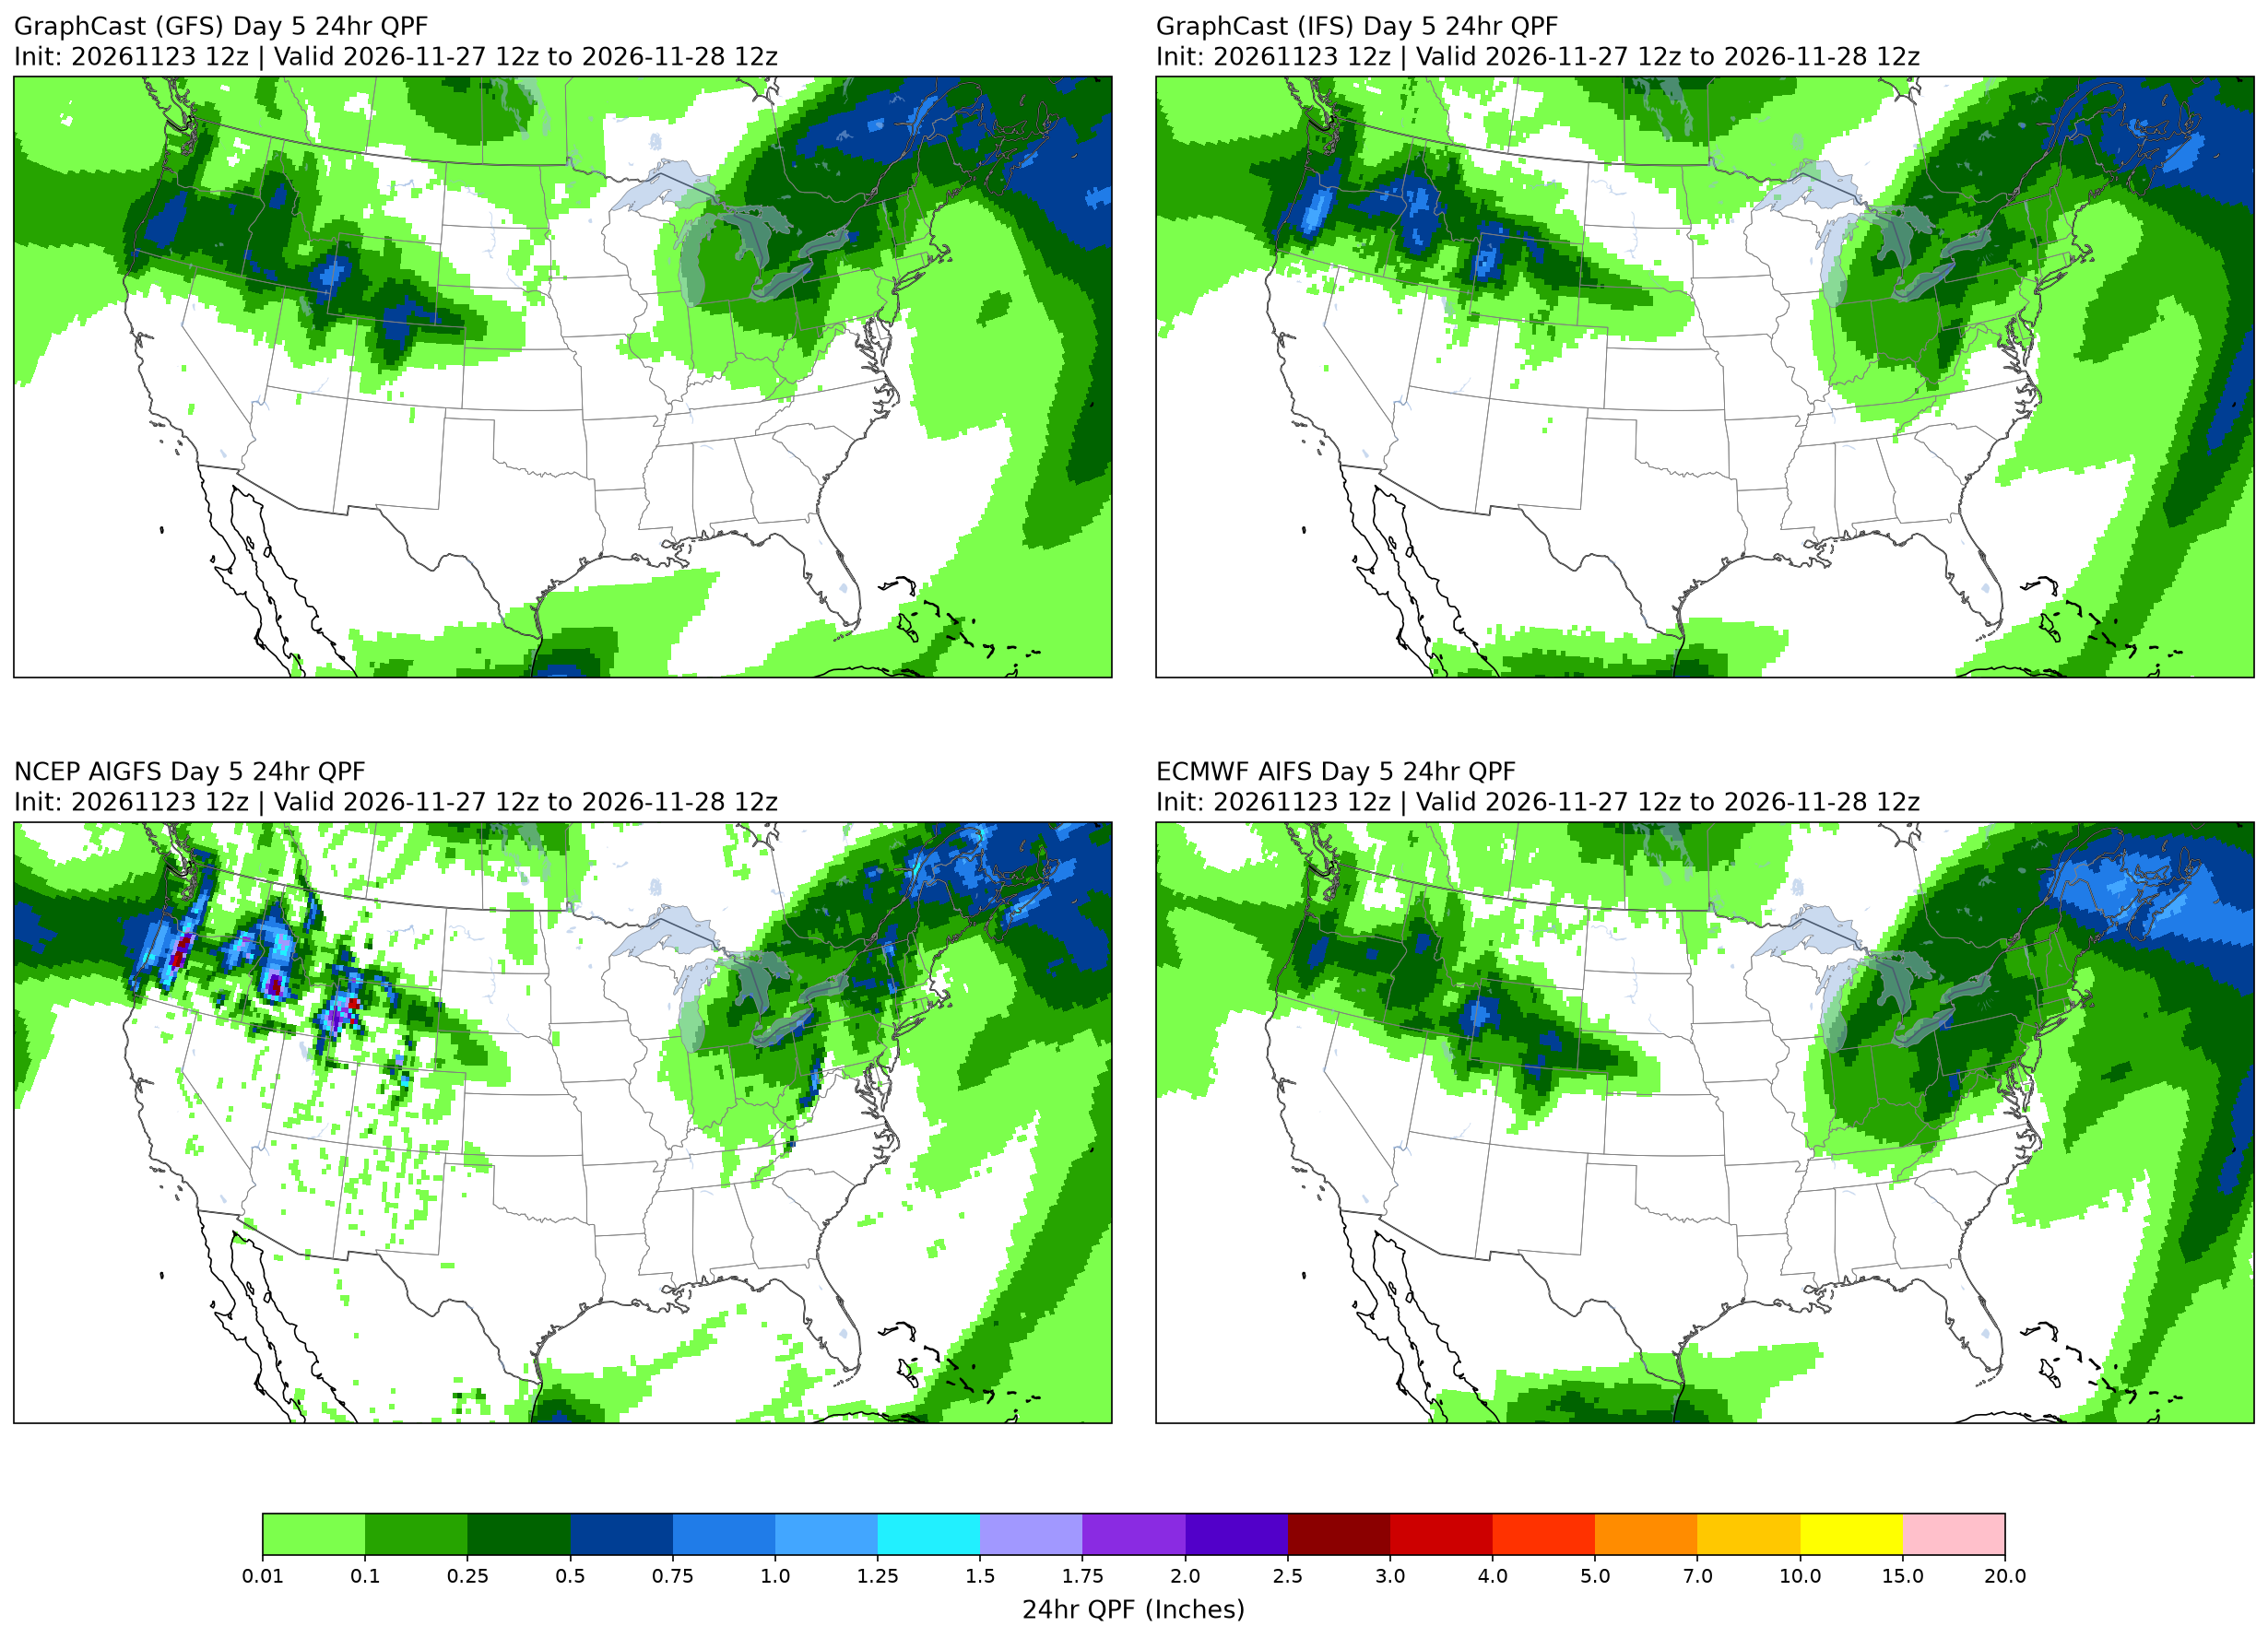 GraphCast (GFS) Day 5 24hr QPF
Init: 20261123 12z | Valid 2026-11-27 12z to 2026-11-28 12z
GraphCast (IFS) Day 5 24hr QPF
Init: 20261123 12z | Valid 2026-11-27 12z to 2026-11-28 12z
NCEP AIGFS Day 5 24hr QPF
Init: 20261123 12z | Valid 2026-11-27 12z to 2026-11-28 12z
ECMWF AIFS Day 5 24hr QPF
Init: 20261123 12z | Valid 2026-11-27 12z to 2026-11-28 12z
0.01 0.1 0.25 0.5 0.75 1.0 1.25 1.5 1.75 2.0 2.5 3.0 4.0 5.0 7.0 10.0 15.0 20.0
24hr QPF (Inches)